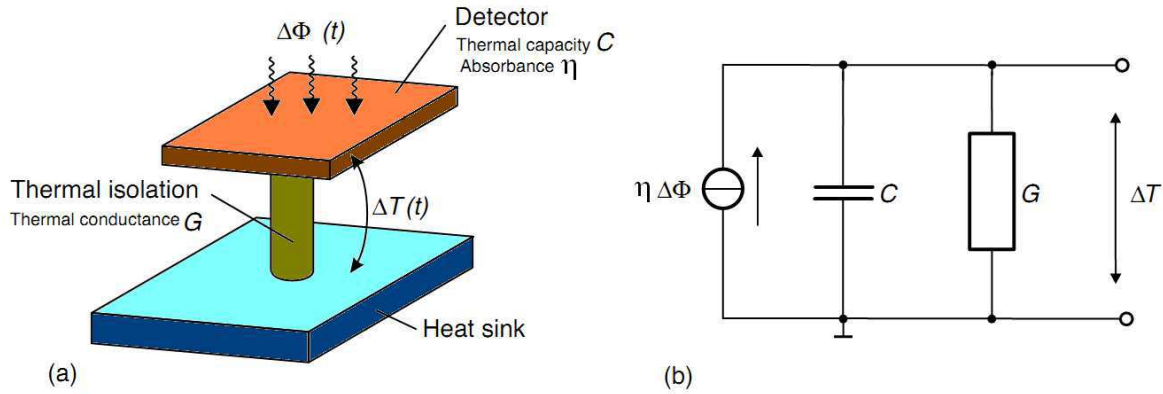 ΔΦ (t)
Detector
Thermal capacity C
Absorbance η
Thermal isolation
Thermal conductance G
ΔT(t)
Heat sink
(a)
η ΔΦ
C
G
ΔT
(b)